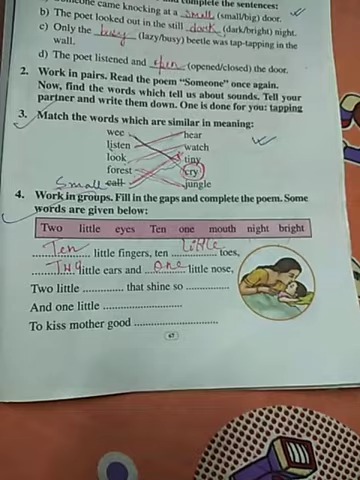 a) Someone came knocking at a small (small/big) door.
b) The poet looked out in the still dark (dark/bright) night.
c) Only the busy (lazy/busy) beetle was tap-tapping in the
wall.
d) The poet listened and open (opened/closed) the door.
2. Work in pairs. Read the poem "Someone" once again.
Now, find the words which tell us about sounds. Tell your
partner and write them down. One is done for you: tapping
3. Match the words which are similar in meaning:
wee hear
listen watch
look tiny
forest cry
Small call jungle
4. Work in groups. Fill in the gaps and complete the poem. Some
words are given below:
Two little eyes Ten one mouth night bright
Ten little fingers, ten little toes,
Two little ears and one little nose,
Two little ............ that shine so ............
And one little ......................
To kiss mother good ......................
67